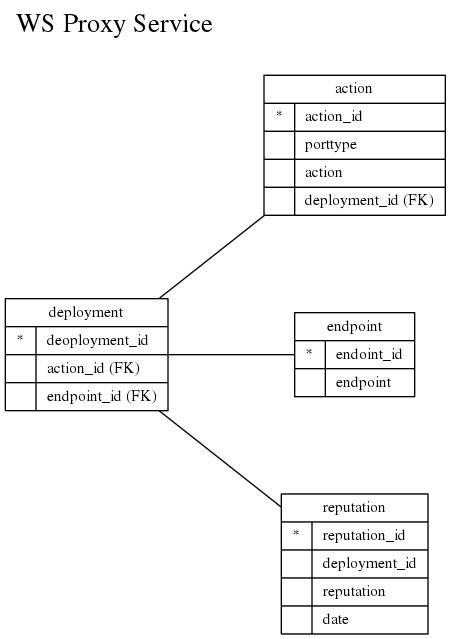 WS Proxy Service
action
* action_id
porttype
action
deployment_id (FK)
deployment
* deoployment_id
action_id (FK)
endpoint_id (FK)
endpoint
* endoint_id
endpoint
reputation
* reputation_id
deployment_id
reputation
date